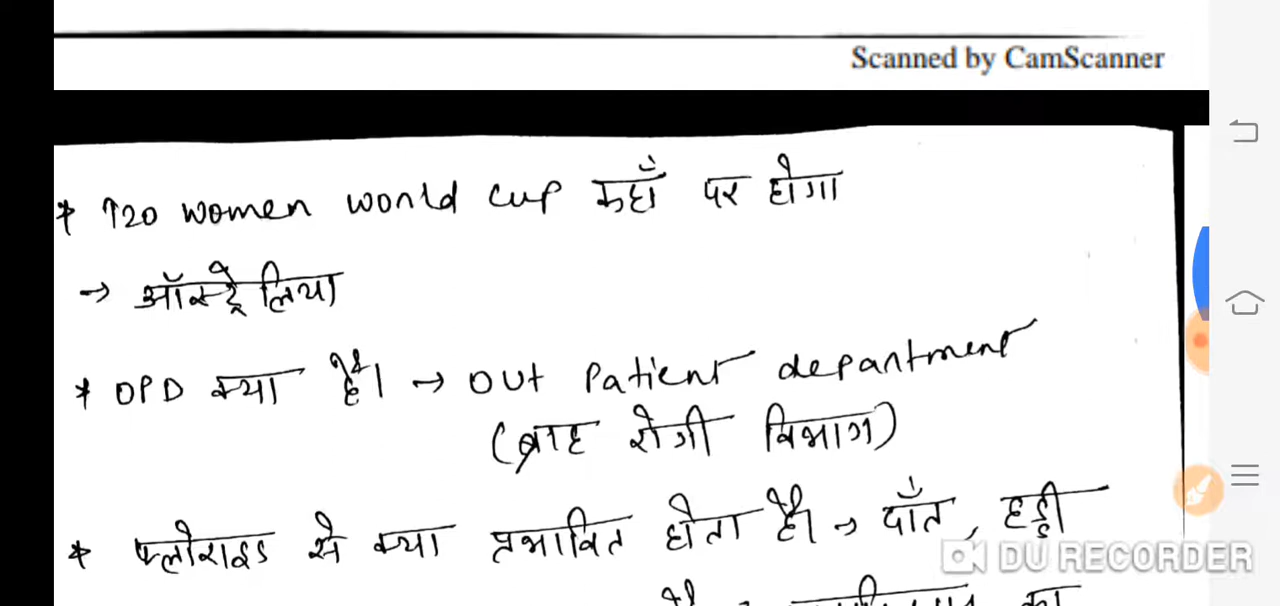 Scanned by CamScanner
* T20 women world cup कहाँ पर होगा
→ ऑस्ट्रेलिया
* OPD क्या है। → Out Patient department
(ब्राह रोगी विभाग)
* फ्लोराइड से क्या प्रभावित होता है। → दाँत, हड्डी
DU RECORDER